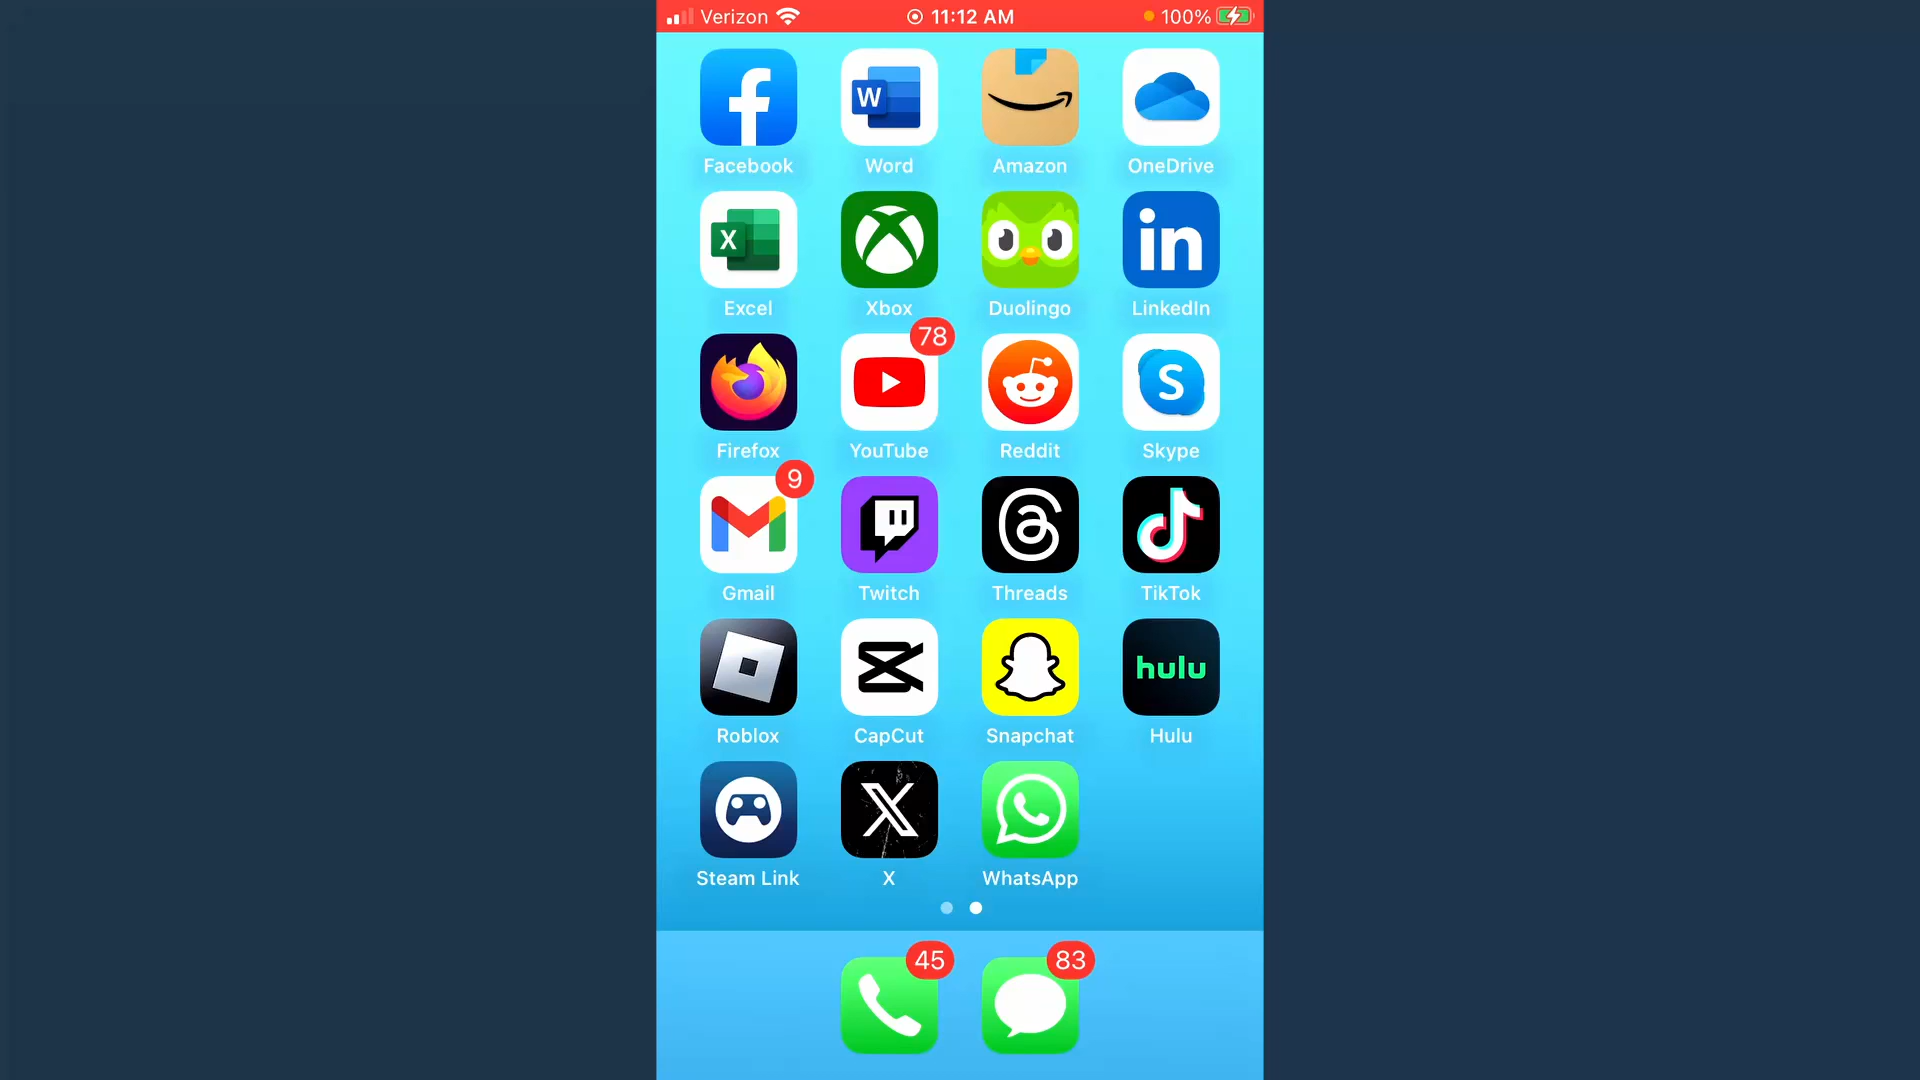 Verizon 11:12 AM 100%
Facebook Word Amazon OneDrive
W
Excel Xbox Duolingo LinkedIn
X in
78
Firefox YouTube Reddit Skype
S
9
Gmail Twitch Threads TikTok
hulu
Roblox CapCut Snapchat Hulu
Steam Link X WhatsApp
45 83